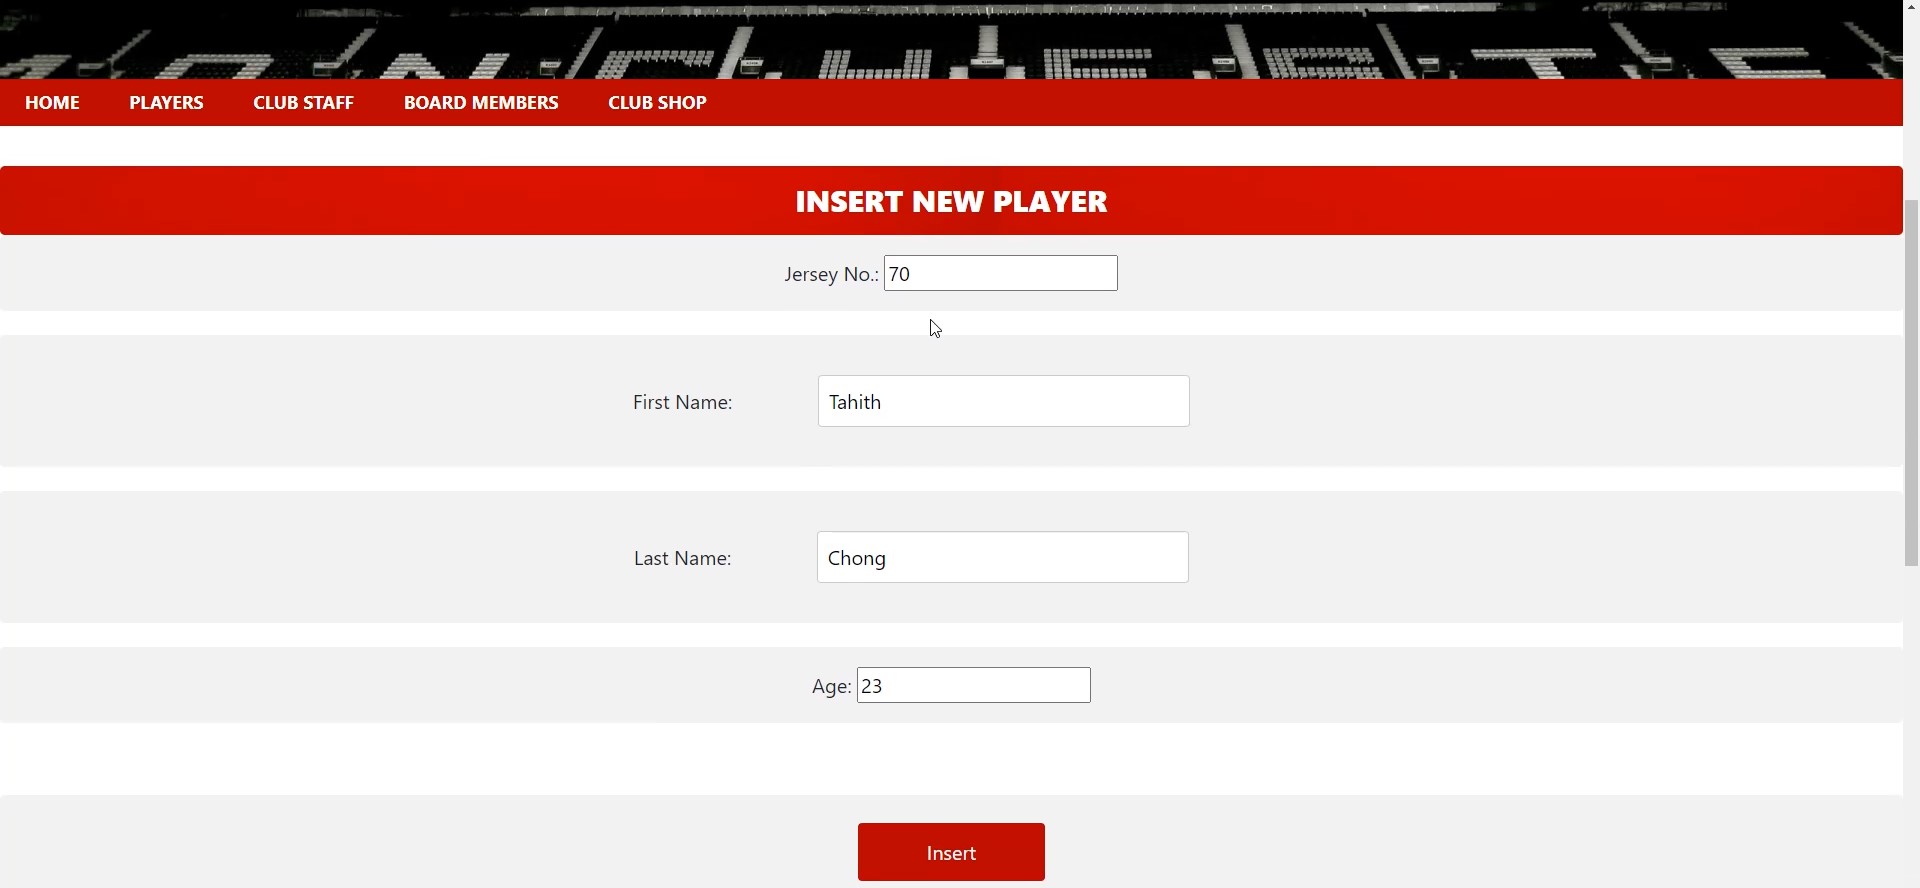 HOME PLAYERS CLUB STAFF BOARD MEMBERS CLUB SHOP
INSERT NEW PLAYER
Jersey No.: 70
First Name: Tahith
Last Name: Chong
Age: 23
Insert